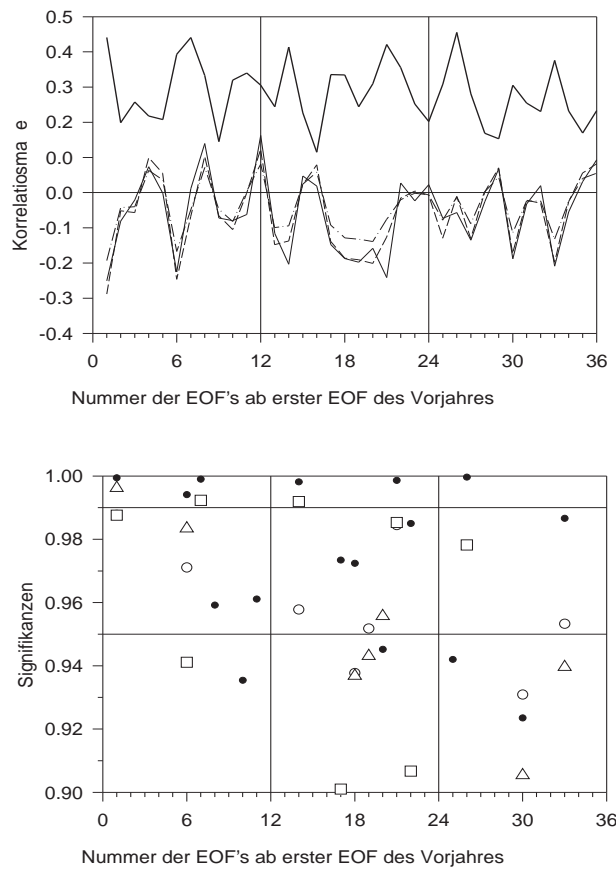 0.5
0.4
0.3
0.2
0.0
0.0
-0.1
-0.2
-0.3
-0.4
Korrelatiosma e
0 6 12 18 24 30 36
Nummer der EOF's ab erster EOF des Vorjahres
1.00
0.98
0.96
0.94
0.92
0.90
Signifikanzen
0 6 12 18 24 30 36
Nummer der EOF's ab erster EOF des Vorjahres